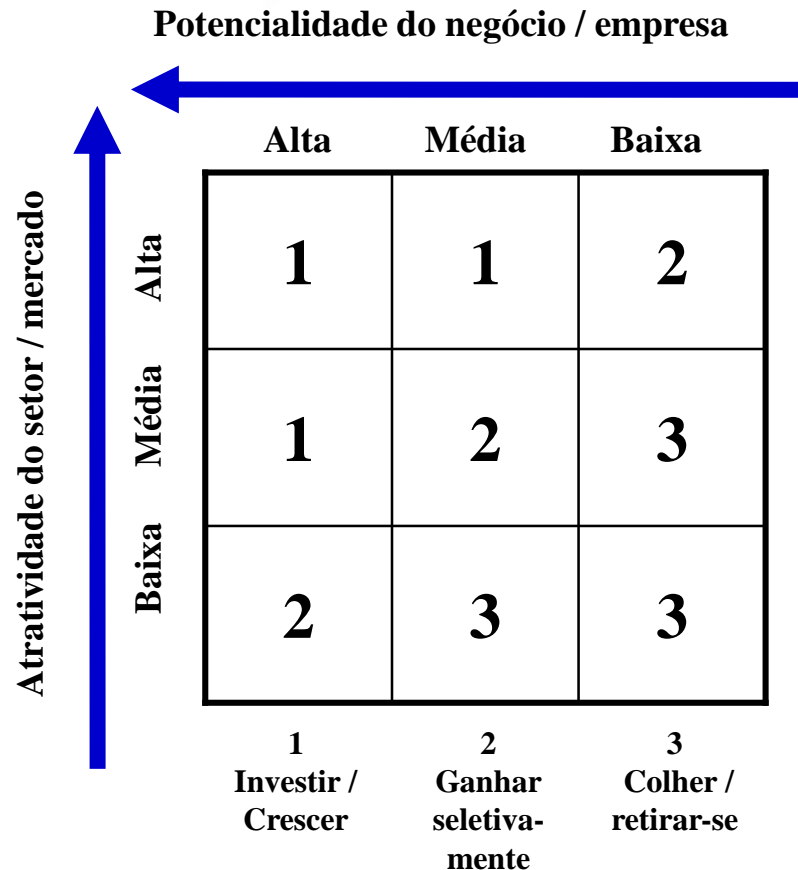 Potencialidade do negócio / empresa
Alta Média Baixa
Atratividade do setor / mercado
Alta
1 1 2
Média
1 2 3
Baixa
2 3 3
1
Investir /
Crescer
2
Ganhar
seletiva-
mente
3
Colher /
retirar-se